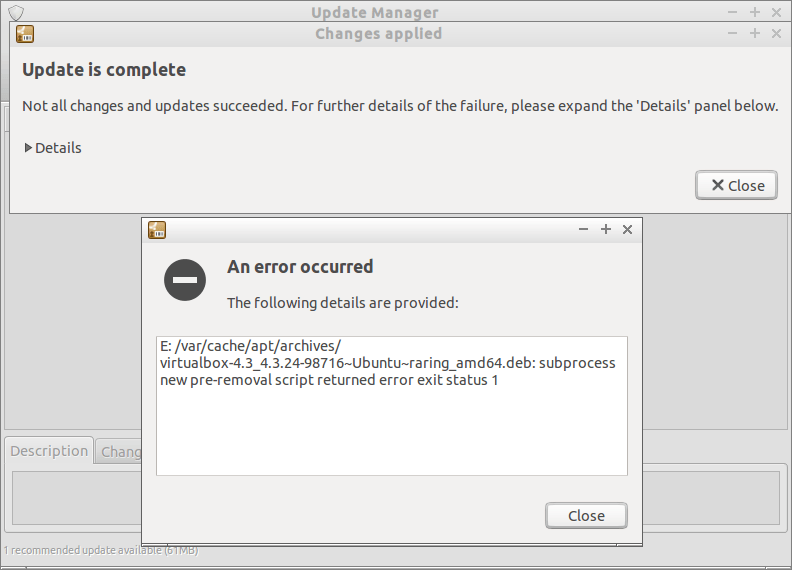 Update Manager
Changes applied
Update is complete
Not all changes and updates succeeded. For further details of the failure, please expand the 'Details' panel below.
Details
Close
An error occurred
The following details are provided:
E: /var/cache/apt/archives/
virtualbox-4.3_4.3.24-98716~Ubuntu~raring_amd64.deb: subprocess
new pre-removal script returned error exit status 1
Description
Chang
Close
1 recommended update available (61MB)